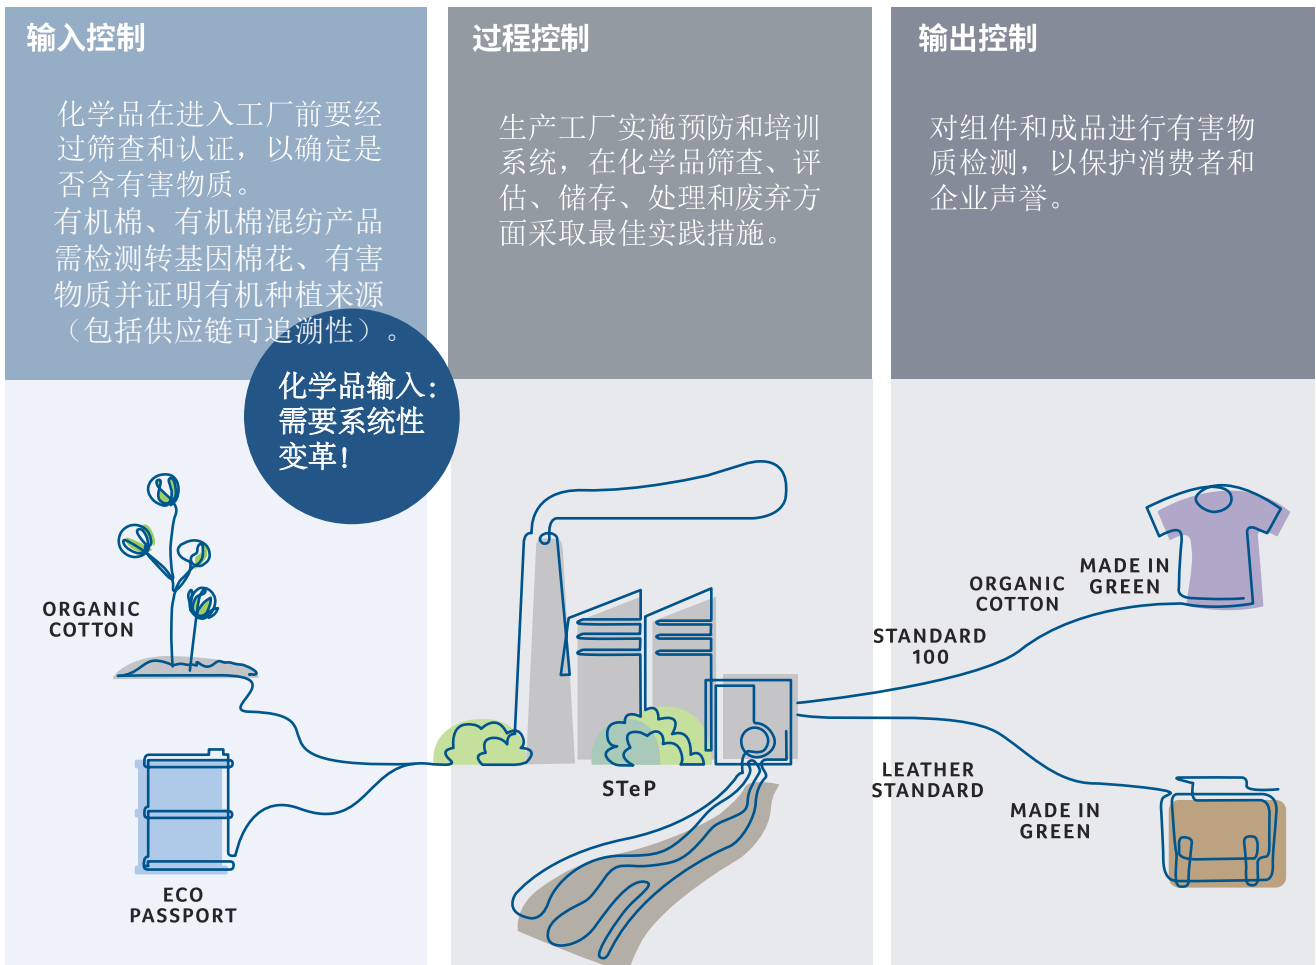 输入控制
化学品在进入工厂前要经
过筛查和认证，以确定是
否含有害物质。
有机棉、有机棉混纺产品
需检测转基因棉花、有害
物质并证明有机种植来源
（包括供应链可追溯性）。
化学品输入：
需要系统性
变革！
ORGANIC
COTTON
ECO
PASSPORT
过程控制
生产工厂实施预防和培训
系统，在化学品筛查、评
估、储存、处理和废弃方
面采取最佳实践措施。
STeP
输出控制
对组件和成品进行有害物
质检测，以保护消费者和
企业声誉。
STANDARD
100
ORGANIC
COTTON
MADE IN
GREEN
LEATHER
STANDARD
MADE IN
GREEN